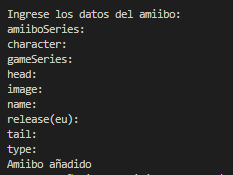 Ingrese los datos del amiibo:
amiiboSeries:
character:
gameSeries:
head:
image:
name:
release(eu):
tail:
type:
Amiibo añadido